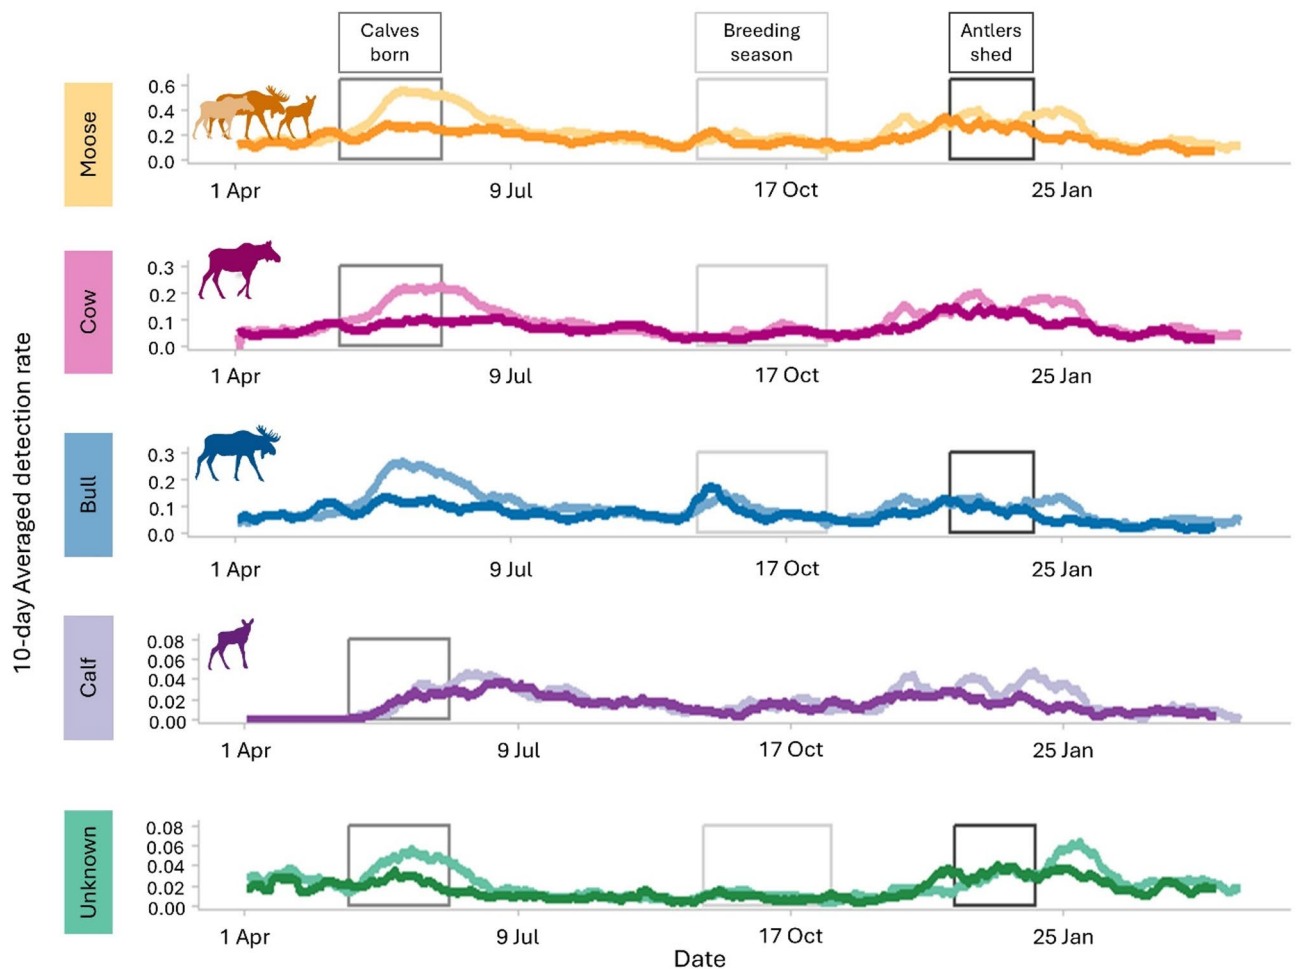 Calves
born
Breeding
season
Antlers
shed
10-day Averaged detection rate
Moose
0.6
0.4
0.2
0.0
1 Apr
9 Jul
17 Oct
25 Jan
Cow
0.3
0.2
0.1
0.0
1 Apr
9 Jul
17 Oct
25 Jan
Bull
0.3
0.2
0.1
0.0
1 Apr
9 Jul
17 Oct
25 Jan
Calf
0.08
0.06
0.04
0.02
0.00
1 Apr
9 Jul
17 Oct
25 Jan
Unknown
0.08
0.06
0.04
0.02
0.00
1 Apr
9 Jul
17 Oct
25 Jan
Date